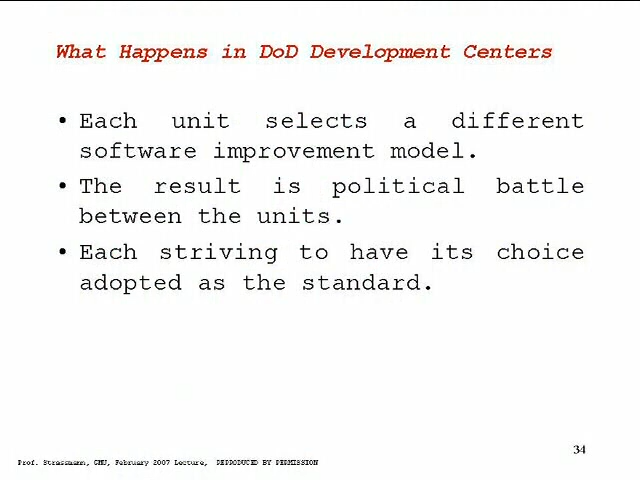 What Happens in DoD Development Centers
• Each unit selects a different
software improvement model.
• The result is political battle
between the units.
• Each striving to have its choice
adopted as the standard.
34
Prof. Strassmann, GMU, February 2007 Lecture, REPRODUCED BY PERMISSION